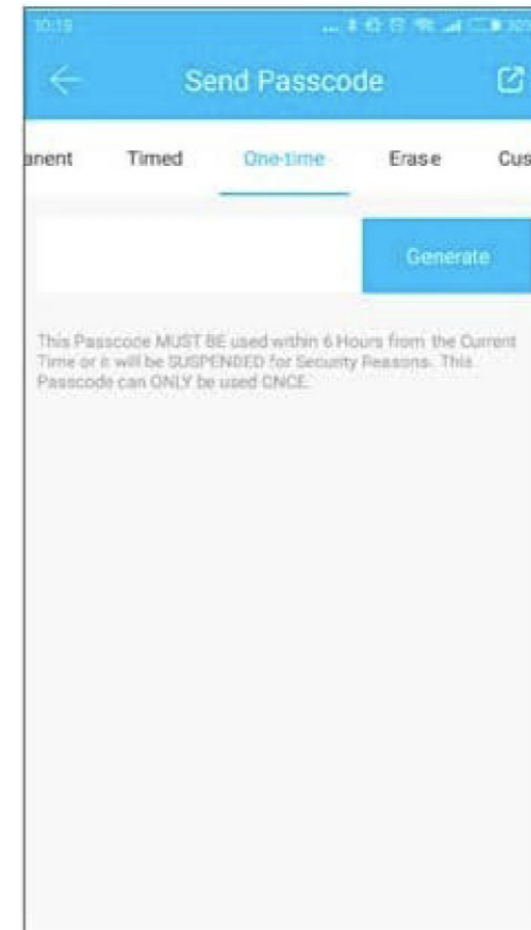 10:19
Send Passcode
anent Timed One-time Erase Cus
Generate
This Passcode MUST BE used within 6 Hours from the Current
Time or it will be SUSPENDED for Security Reasons. This
Passcode can ONLY be used ONCE.